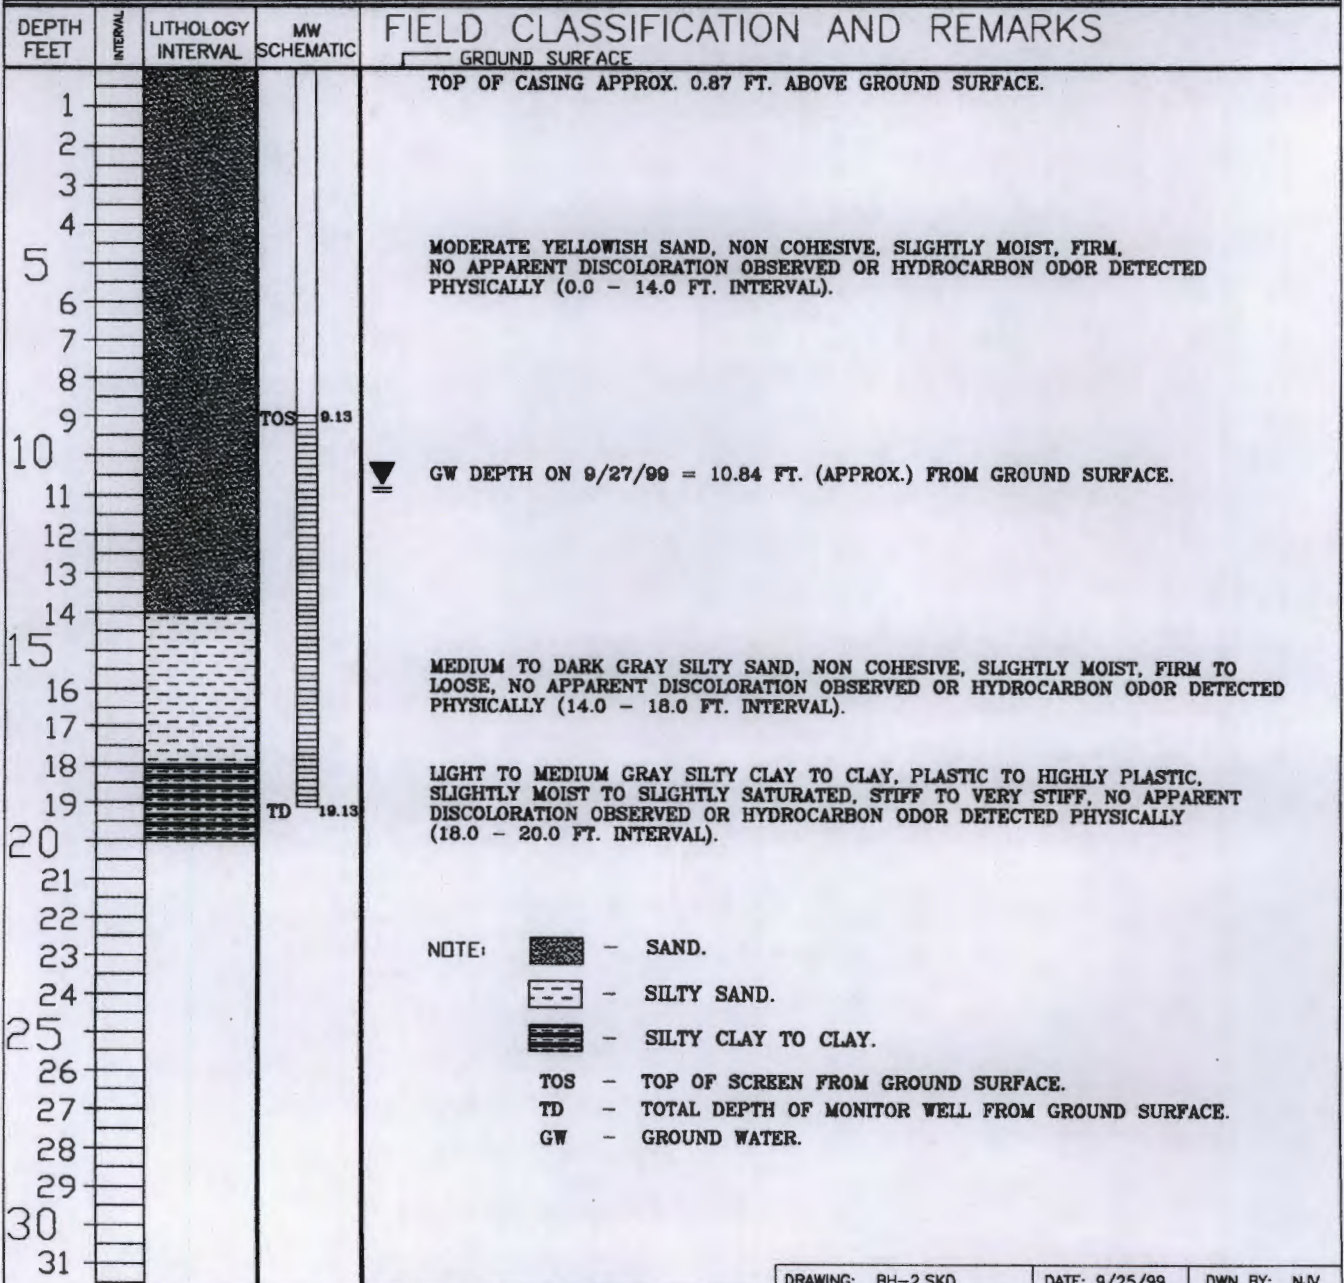 DEPTH FEET
INTERVAL
LITHOLOGY INTERVAL
MW SCHEMATIC
FIELD CLASSIFICATION AND REMARKS
GROUND SURFACE
TOP OF CASING APPROX. 0.87 FT. ABOVE GROUND SURFACE.
1
2
3
4
MODERATE YELLOWISH SAND, NON COHESIVE, SLIGHTLY MOIST, FIRM,
5
NO APPARENT DISCOLORATION OBSERVED OR HYDROCARBON ODOR DETECTED
PHYSICALLY (0.0 - 14.0 FT. INTERVAL).
6
7
8
9
TOS 9.13
10
GW DEPTH ON 9/27/99 = 10.84 FT. (APPROX.) FROM GROUND SURFACE.
11
12
13
14
15
MEDIUM TO DARK GRAY SILTY SAND, NON COHESIVE, SLIGHTLY MOIST, FIRM TO
16
LOOSE, NO APPARENT DISCOLORATION OBSERVED OR HYDROCARBON ODOR DETECTED
PHYSICALLY (14.0 - 18.0 FT. INTERVAL).
17
18
LIGHT TO MEDIUM GRAY SILTY CLAY TO CLAY, PLASTIC TO HIGHLY PLASTIC,
SLIGHTLY MOIST TO SLIGHTLY SATURATED, STIFF TO VERY STIFF, NO APPARENT
19
TD 19.13
DISCOLORATION OBSERVED OR HYDROCARBON ODOR DETECTED PHYSICALLY
(18.0 - 20.0 FT. INTERVAL).
20
21
22
23
NOTE: - SAND.
24
- SILTY SAND.
25
- SILTY CLAY TO CLAY.
26
TOS - TOP OF SCREEN FROM GROUND SURFACE.
27
TD - TOTAL DEPTH OF MONITOR WELL FROM GROUND SURFACE.
28
GW - GROUND WATER.
29
30
31
DRAWING: BH-2.SKD DATE: 9/25/99 DWN BY: NJV